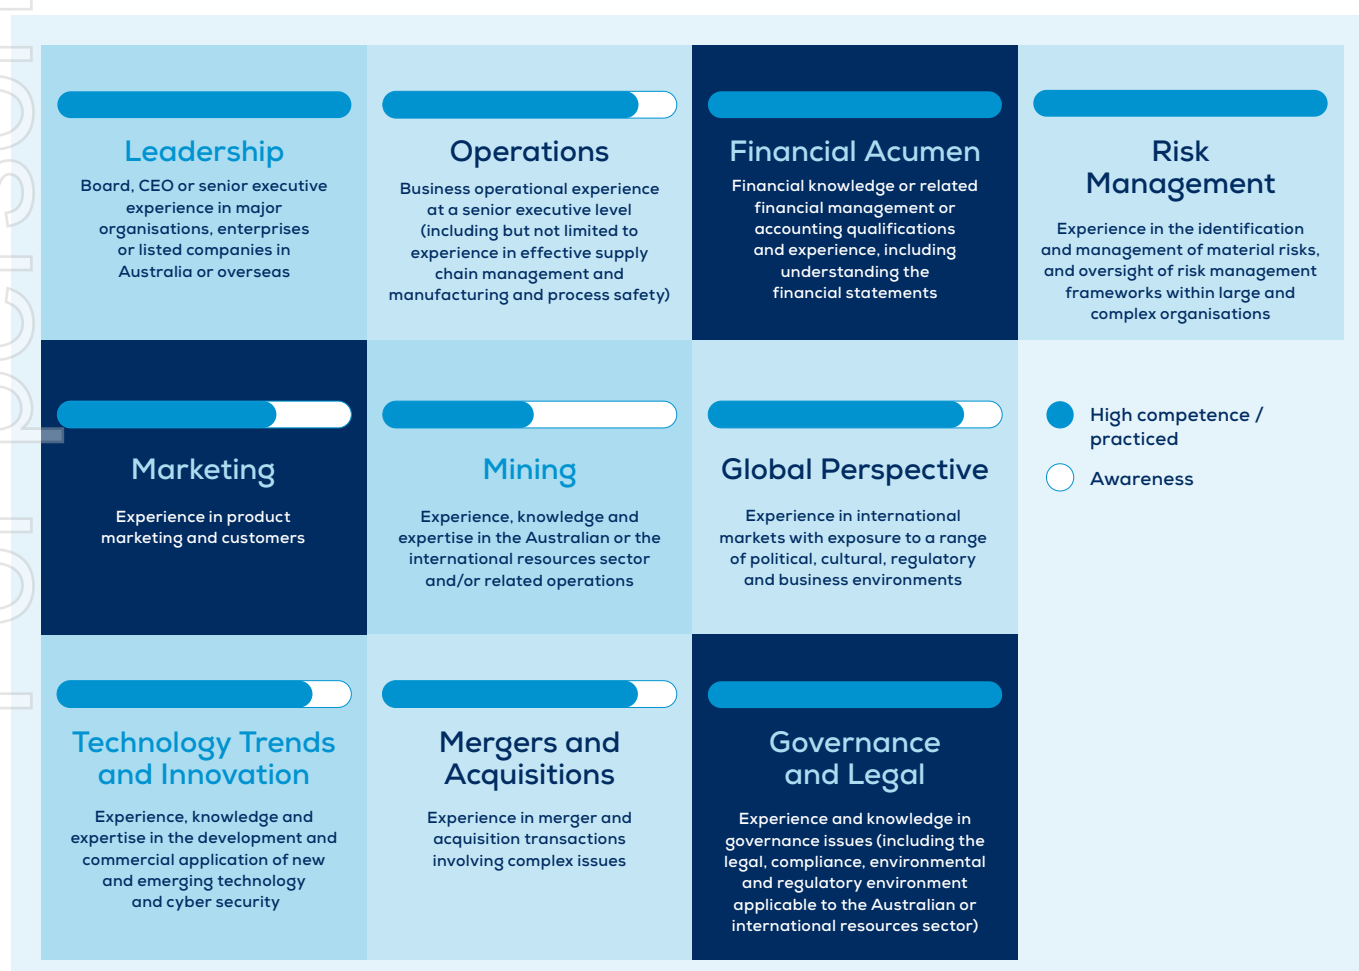 Leadership
Board, CEO or senior executive
experience in major
organisations, enterprises
or listed companies in
Australia or overseas
Operations
Business operational experience
at a senior executive level
(including but not limited to
experience in effective supply
chain management and
manufacturing and process safety)
Financial Acumen
Financial knowledge or related
financial management or
accounting qualifications
and experience, including
understanding the
financial statements
Risk
Management
Experience in the identification
and management of material risks,
and oversight of risk management
frameworks within large and
complex organisations
Marketing
Experience in product
marketing and customers
Mining
Experience, knowledge and
expertise in the Australian or the
international resources sector
and/or related operations
Global Perspective
Experience in international
markets with exposure to a range
of political, cultural, regulatory
and business environments
High competence /
practiced
Awareness
Technology Trends
and Innovation
Experience, knowledge and
expertise in the development and
commercial application of new
and emerging technology
and cyber security
Mergers and
Acquisitions
Experience in merger and
acquisition transactions
involving complex issues
Governance
and Legal
Experience and knowledge in
governance issues (including the
legal, compliance, environmental
and regulatory environment
applicable to the Australian or
international resources sector)